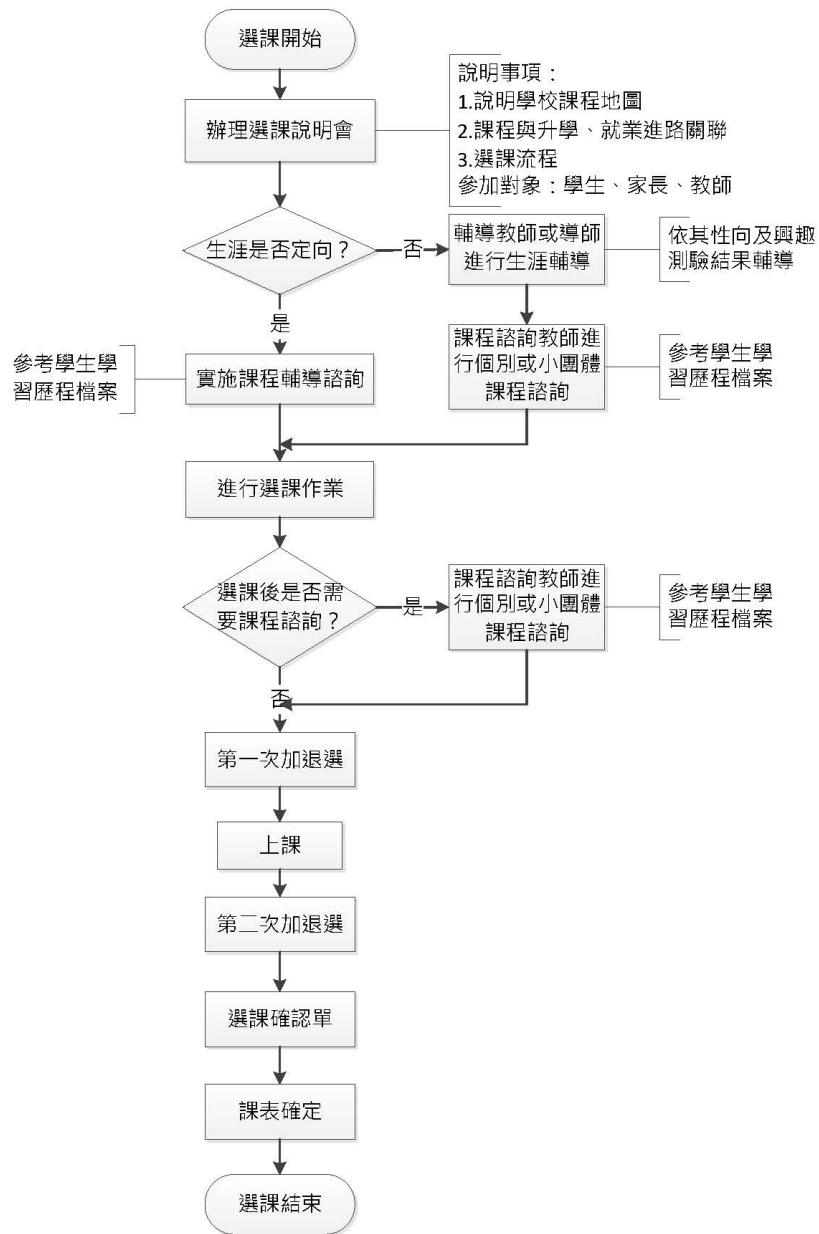 選課開始
辦理選課說明會
說明事項：
1.說明學校課程地圖
2.課程與升學、就業進路關聯
3.選課流程
參加對象：學生、家長、教師
生涯是否定向？
否
輔導教師或導師
進行生涯輔導
依其性向及興趣
測驗結果輔導
是
參考學生學
習歷程檔案
實施課程輔導諮詢
課程諮詢教師進
行個別或小團體
課程諮詢
參考學生學
習歷程檔案
進行選課作業
選課後是否需
要課程諮詢？
是
課程諮詢教師進
行個別或小團體
課程諮詢
參考學生學
習歷程檔案
否
第一次加退選
上課
第二次加退選
選課確認單
課表確定
選課結束